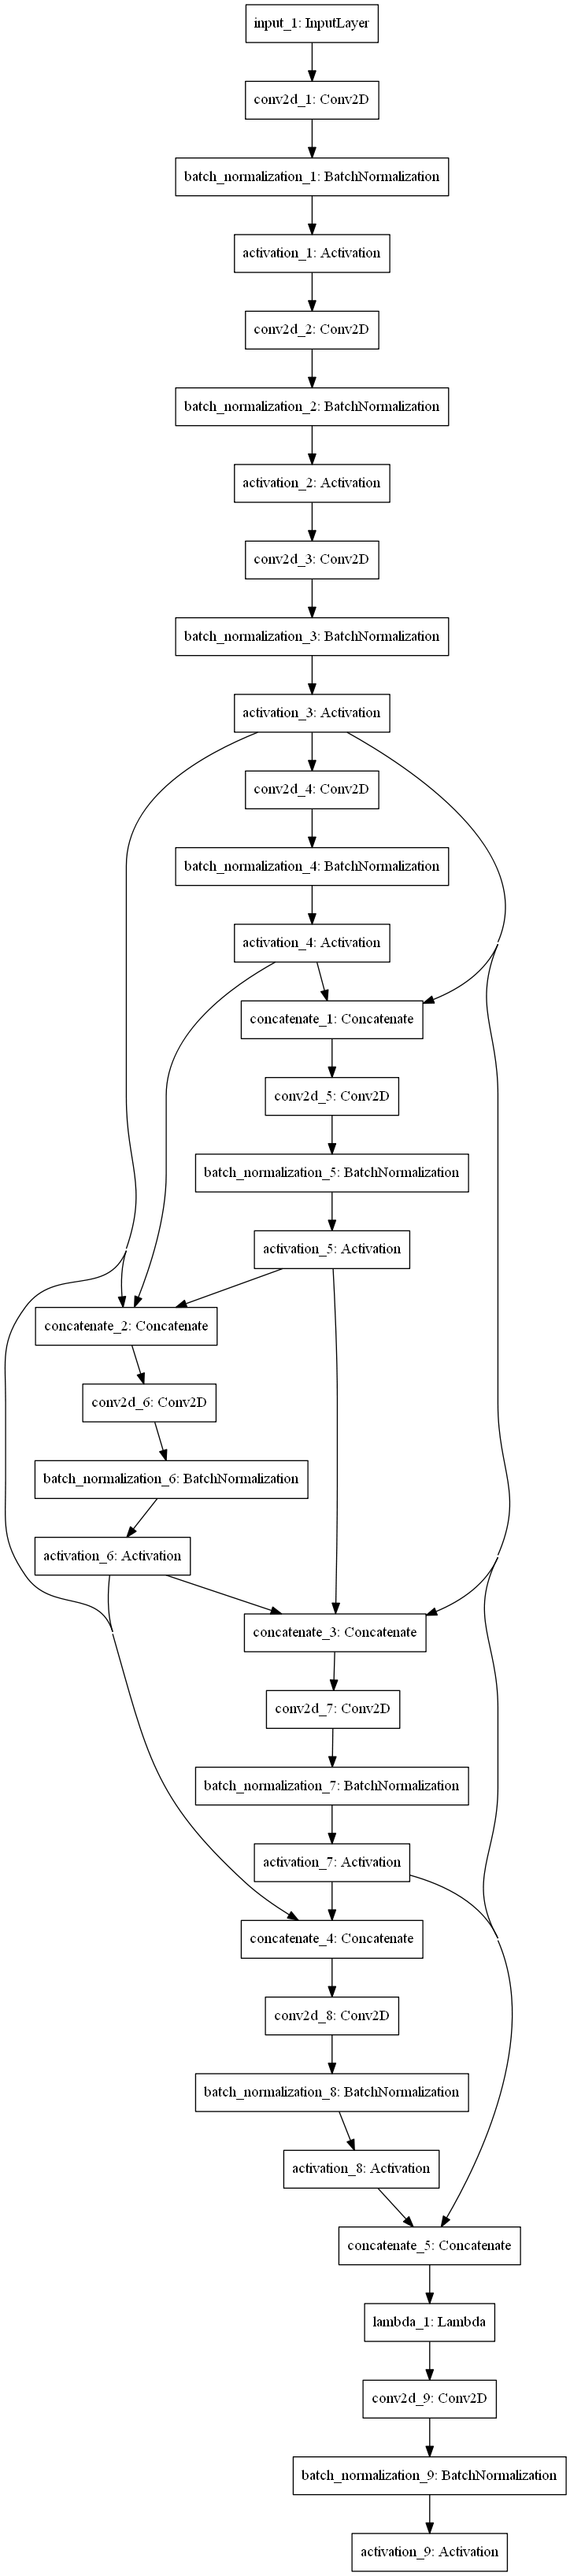 input_1: InputLayer
conv2d_1: Conv2D
batch_normalization_1: BatchNormalization
activation_1: Activation
conv2d_2: Conv2D
batch_normalization_2: BatchNormalization
activation_2: Activation
conv2d_3: Conv2D
batch_normalization_3: BatchNormalization
activation_3: Activation
conv2d_4: Conv2D
batch_normalization_4: BatchNormalization
activation_4: Activation
concatenate_1: Concatenate
conv2d_5: Conv2D
batch_normalization_5: BatchNormalization
activation_5: Activation
concatenate_2: Concatenate
conv2d_6: Conv2D
batch_normalization_6: BatchNormalization
activation_6: Activation
concatenate_3: Concatenate
conv2d_7: Conv2D
batch_normalization_7: BatchNormalization
activation_7: Activation
concatenate_4: Concatenate
conv2d_8: Conv2D
batch_normalization_8: BatchNormalization
activation_8: Activation
concatenate_5: Concatenate
lambda_1: Lambda
conv2d_9: Conv2D
batch_normalization_9: BatchNormalization
activation_9: Activation